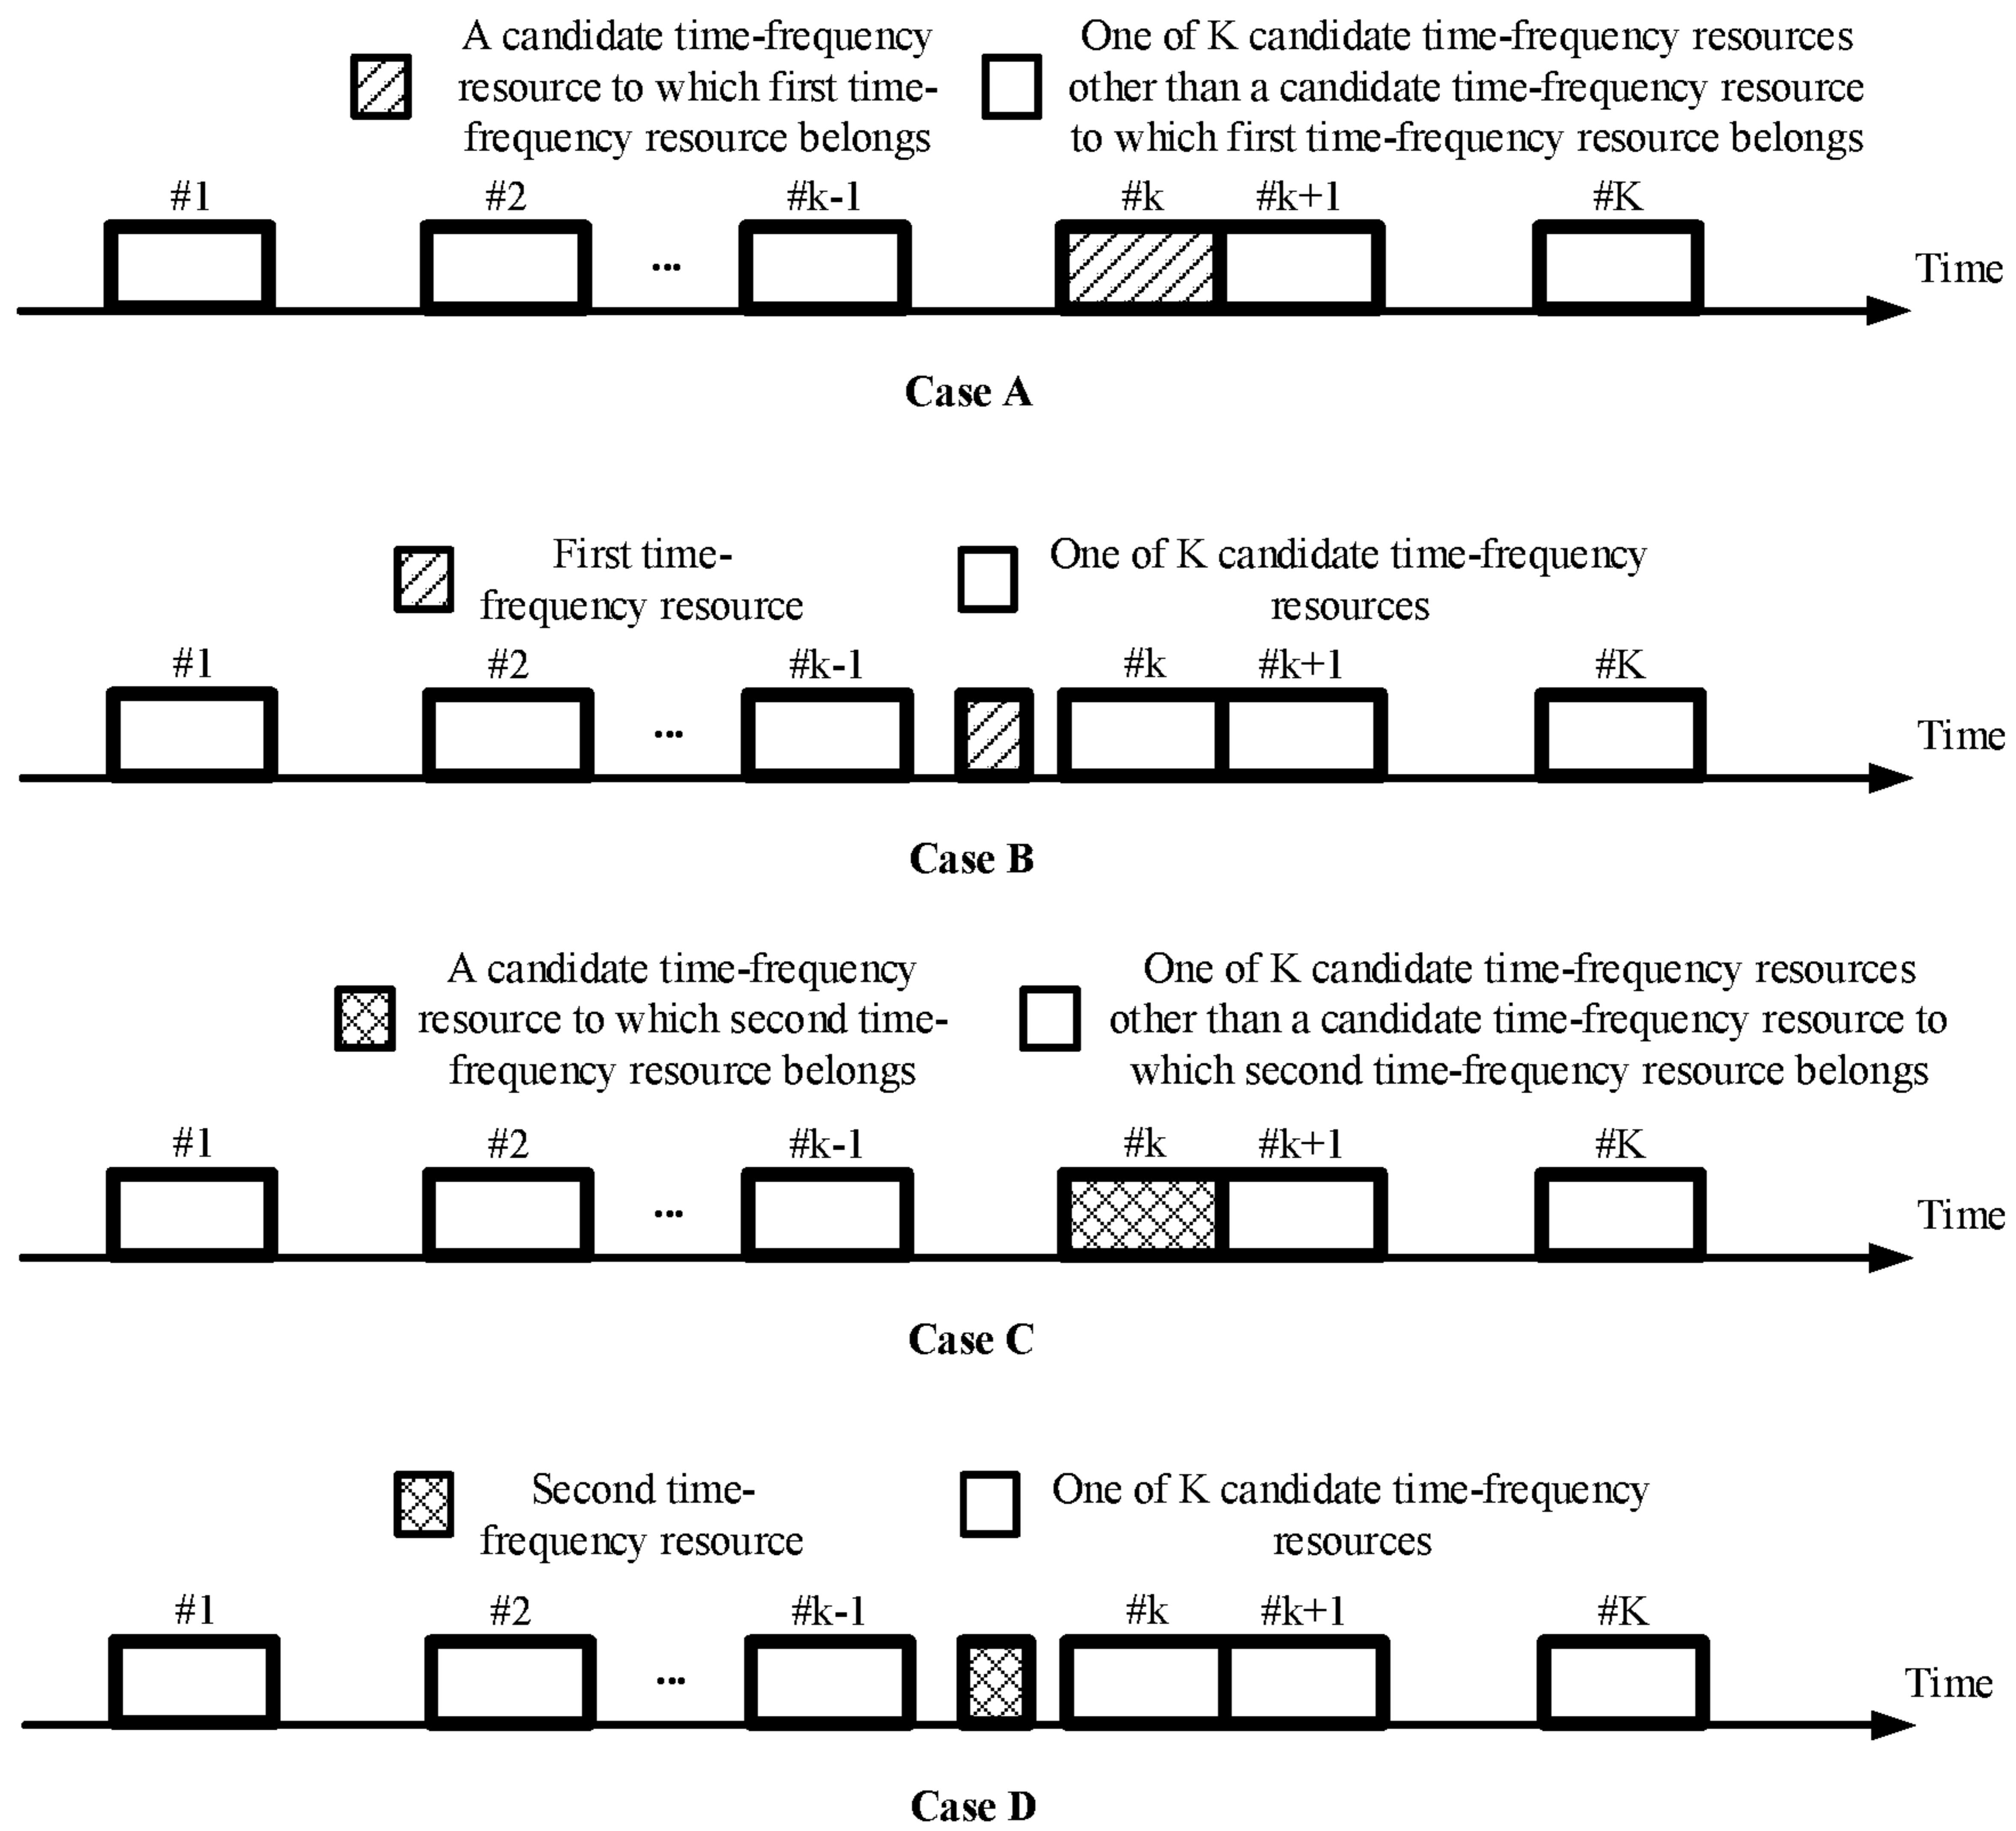 A candidate time-frequency
resource to which first time-
frequency resource belongs
One of K candidate time-frequency resources
other than a candidate time-frequency resource
to which first time-frequency resource belongs
#1 #2 #k-1 #k #k+1 #K
...
Time
Case A
First time-
frequency resource
One of K candidate time-frequency
resources
#1 #2 #k-1 #k #k+1 #K
...
Time
Case B
A candidate time-frequency
resource to which second time-
frequency resource belongs
One of K candidate time-frequency resources
other than a candidate time-frequency resource to
which second time-frequency resource belongs
#1 #2 #k-1 #k #k+1 #K
...
Time
Case C
Second time-
frequency resource
One of K candidate time-frequency
resources
#1 #2 #k-1 #k #k+1 #K
...
Time
Case D